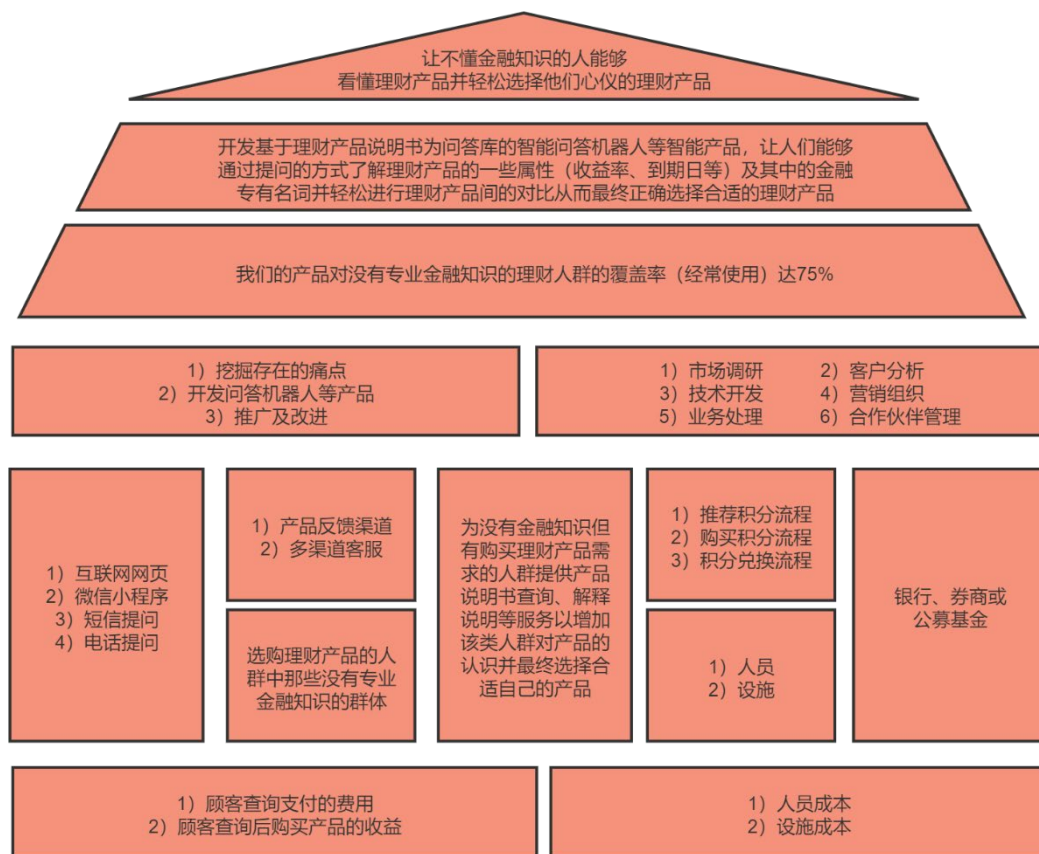 让不懂金融知识的人能够
看懂理财产品并轻松选择他们心仪的理财产品
开发基于理财产品说明书为问答库的智能问答机器人等智能产品，让人们能够
通过提问的方式了解理财产品的一些属性（收益率、到期日等）及其中的金融
专有名词并轻松进行理财产品间的对比从而最终正确选择合适的理财产品
我们的产品对没有专业金融知识的理财人群的覆盖率（经常使用）达75%
1）挖掘存在的痛点
2）开发问答机器人等产品
3）推广及改进
1）市场调研 2）客户分析
3）技术开发 4）营销组织
5）业务处理 6）合作伙伴管理
1）互联网网页
2）微信小程序
3）短信提问
4）电话提问
1）产品反馈渠道
2）多渠道客服
选购理财产品的人
群中那些没有专业
金融知识的群体
为没有金融知识但
有购买理财产品需
求的人群提供产品
说明书查询、解释
说明等服务以增加
该类人群对产品的
认识并最终选择合
适自己的产品
1）推荐积分流程
2）购买积分流程
3）积分兑换流程
1）人员
2）设施
银行、券商或
公募基金
1）顾客查询支付的费用
2）顾客查询后购买产品的收益
1）人员成本
2）设施成本